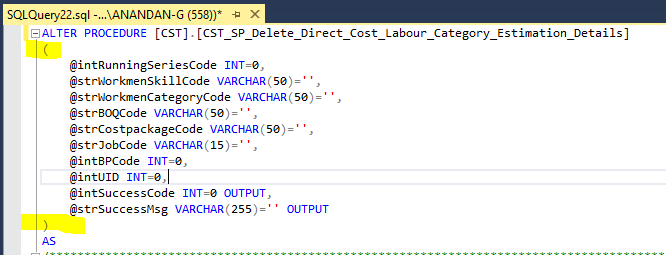 SQLQuery22.sql -...\ANANDAN-G (558))*
ALTER PROCEDURE [CST].[CST_SP_Delete_Direct_Cost_Labour_Category_Estimation_Details]
(
@intRunningSeriesCode INT=0,
@strWorkmenSkillCode VARCHAR(50)='',
@strWorkmenCategoryCode VARCHAR(50)='',
@strBOQCode VARCHAR(50)='',
@strCostpackageCode VARCHAR(50)='',
@strJobCode VARCHAR(15)='',
@intBPCode INT=0,
@intUID INT=0,
@intSuccessCode INT=0 OUTPUT,
@strSuccessMsg VARCHAR(255)='' OUTPUT
)
AS